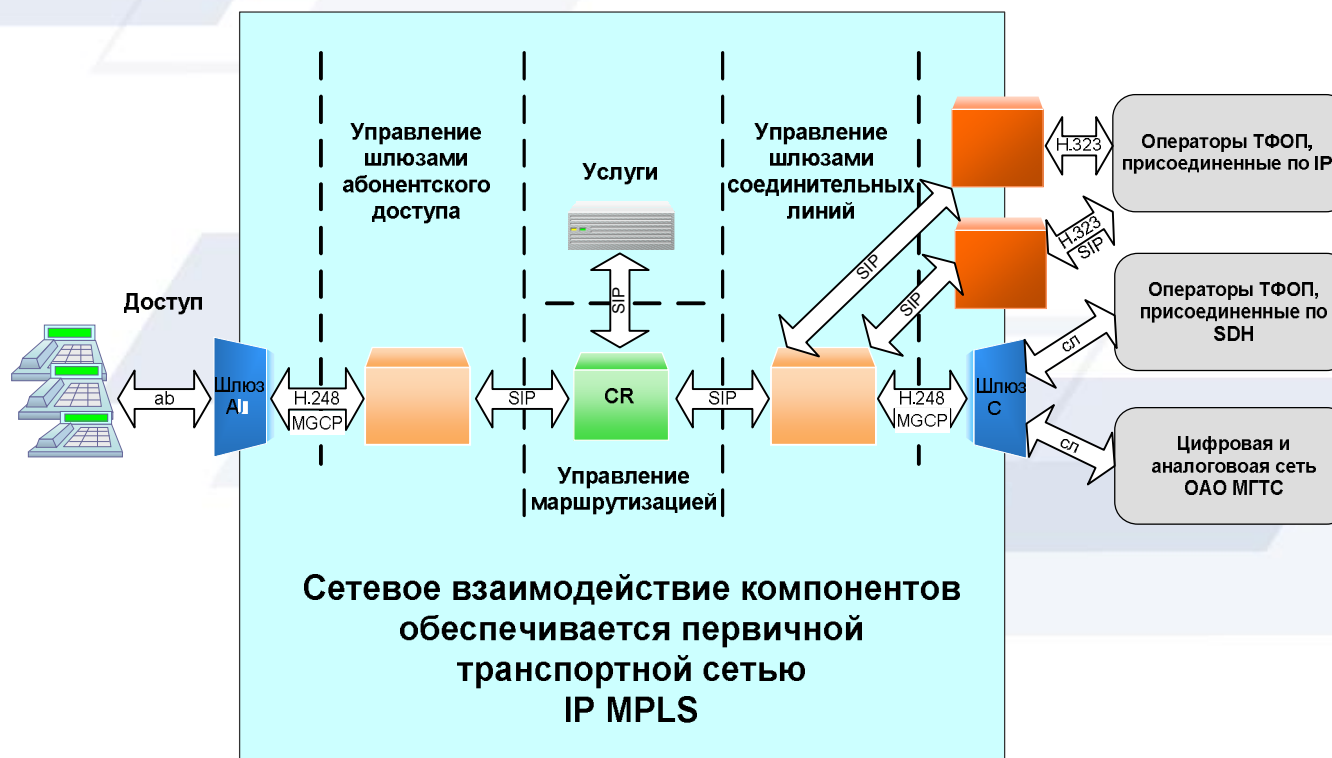 Управление
шлюзами
абонентского
доступа
Услуги
Управление
шлюзами
соединительных
линий
H.323
Операторы ТФОП,
присоединенные по IP
H.323
SIP
SIP
SIP
SIP
Доступ
Операторы ТФОП,
присоединенные по
SDH
ab
Шлюз
H.248
MGCP
SIP
CR
SIP
H.248
MGCP
Шлюз
С
сл
сл
Управление
маршрутизацией
Цифровая и
аналоговоая сеть
ОАО МГТС
Сетевое взаимодействие компонентов
обеспечивается первичной
транспортной сетью
IP MPLS